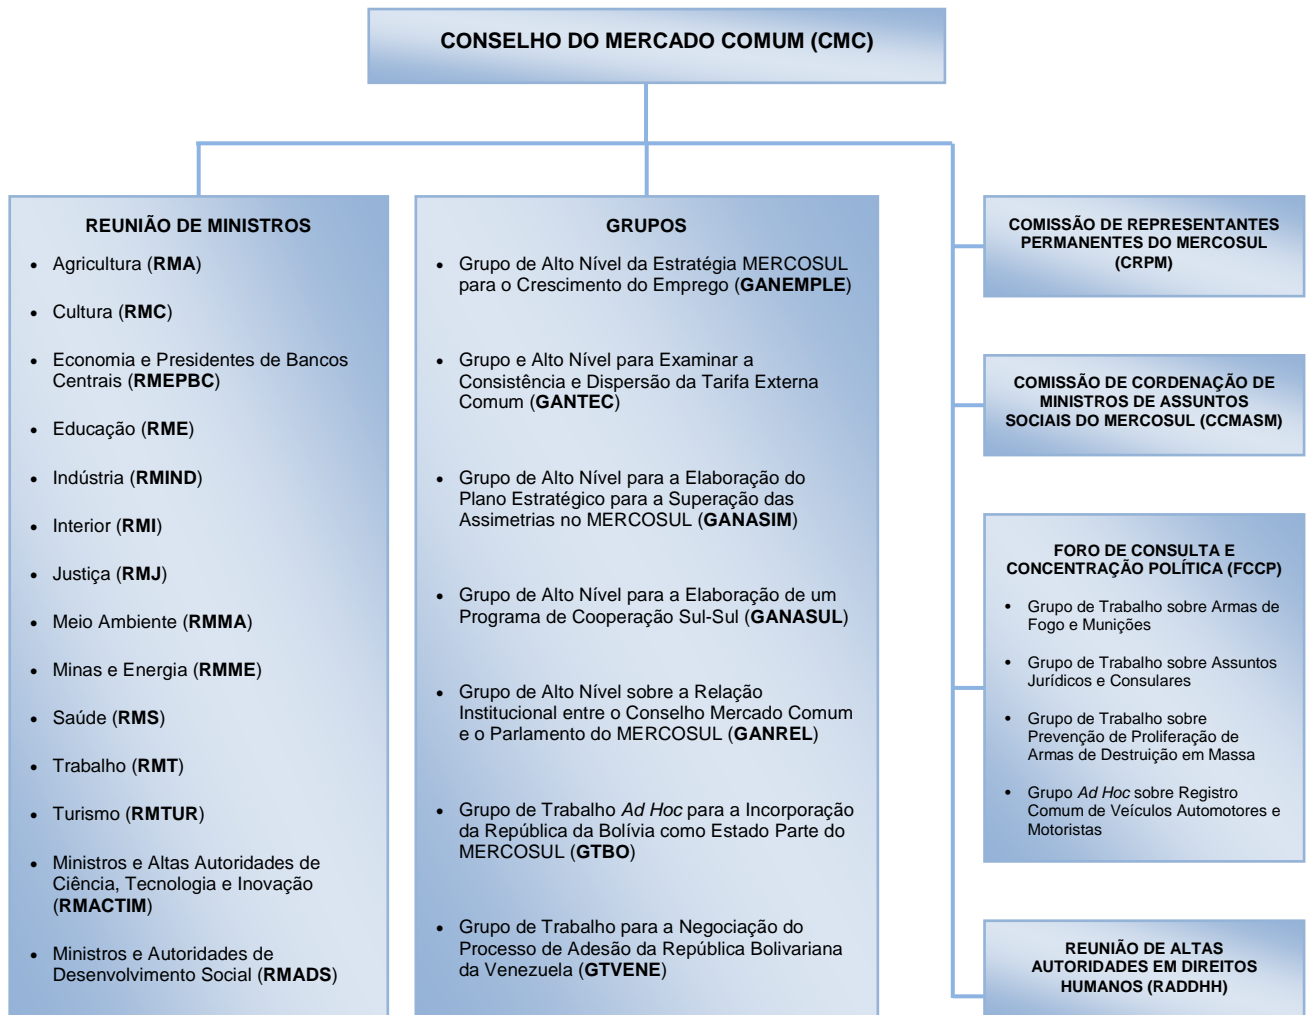 CONSELHO DO MERCADO COMUM (CMC)
REUNIÃO DE MINISTROS
• Agricultura (RMA)
• Cultura (RMC)
• Economia e Presidentes de Bancos
Centrais (RMEPBC)
• Educação (RME)
• Indústria (RMIND)
• Interior (RMI)
• Justiça (RMJ)
• Meio Ambiente (RMMA)
• Minas e Energia (RMME)
• Saúde (RMS)
• Trabalho (RMT)
• Turismo (RMTUR)
• Ministros e Altas Autoridades de
Ciência, Tecnologia e Inovação
(RMACTIM)
• Ministros e Autoridades de
Desenvolvimento Social (RMADS)
GRUPOS
• Grupo de Alto Nível da Estratégia MERCOSUL
para o Crescimento do Emprego (GANEMPLE)
• Grupo e Alto Nível para Examinar a
Consistência e Dispersão da Tarifa Externa
Comum (GANTEC)
• Grupo de Alto Nível para a Elaboração do
Plano Estratégico para a Superação das
Assimetrias no MERCOSUL (GANASIM)
• Grupo de Alto Nível para a Elaboração de um
Programa de Cooperação Sul-Sul (GANASUL)
• Grupo de Alto Nível sobre a Relação
Institucional entre o Conselho Mercado Comum
e o Parlamento do MERCOSUL (GANREL)
• Grupo de Trabalho Ad Hoc para a Incorporação
da República da Bolívia como Estado Parte do
MERCOSUL (GTBO)
• Grupo de Trabalho para a Negociação do
Processo de Adesão da República Bolivariana
da Venezuela (GTVENE)
COMISSÃO DE REPRESENTANTES
PERMANENTES DO MERCOSUL
(CRPM)
COMISSÃO DE CORDENAÇÃO DE
MINISTROS DE ASSUNTOS
SOCIAIS DO MERCOSUL (CCMASM)
FORO DE CONSULTA E
CONCENTRAÇÃO POLÍTICA (FCCP)
• Grupo de Trabalho sobre Armas de
Fogo e Munições
• Grupo de Trabalho sobre Assuntos
Jurídicos e Consulares
• Grupo de Trabalho sobre
Prevenção de Proliferação de
Armas de Destruição em Massa
• Grupo Ad Hoc sobre Registro
Comum de Veículos Automotores e
Motoristas
REUNIÃO DE ALTAS
AUTORIDADES EM DIREITOS
HUMANOS (RADDHH)